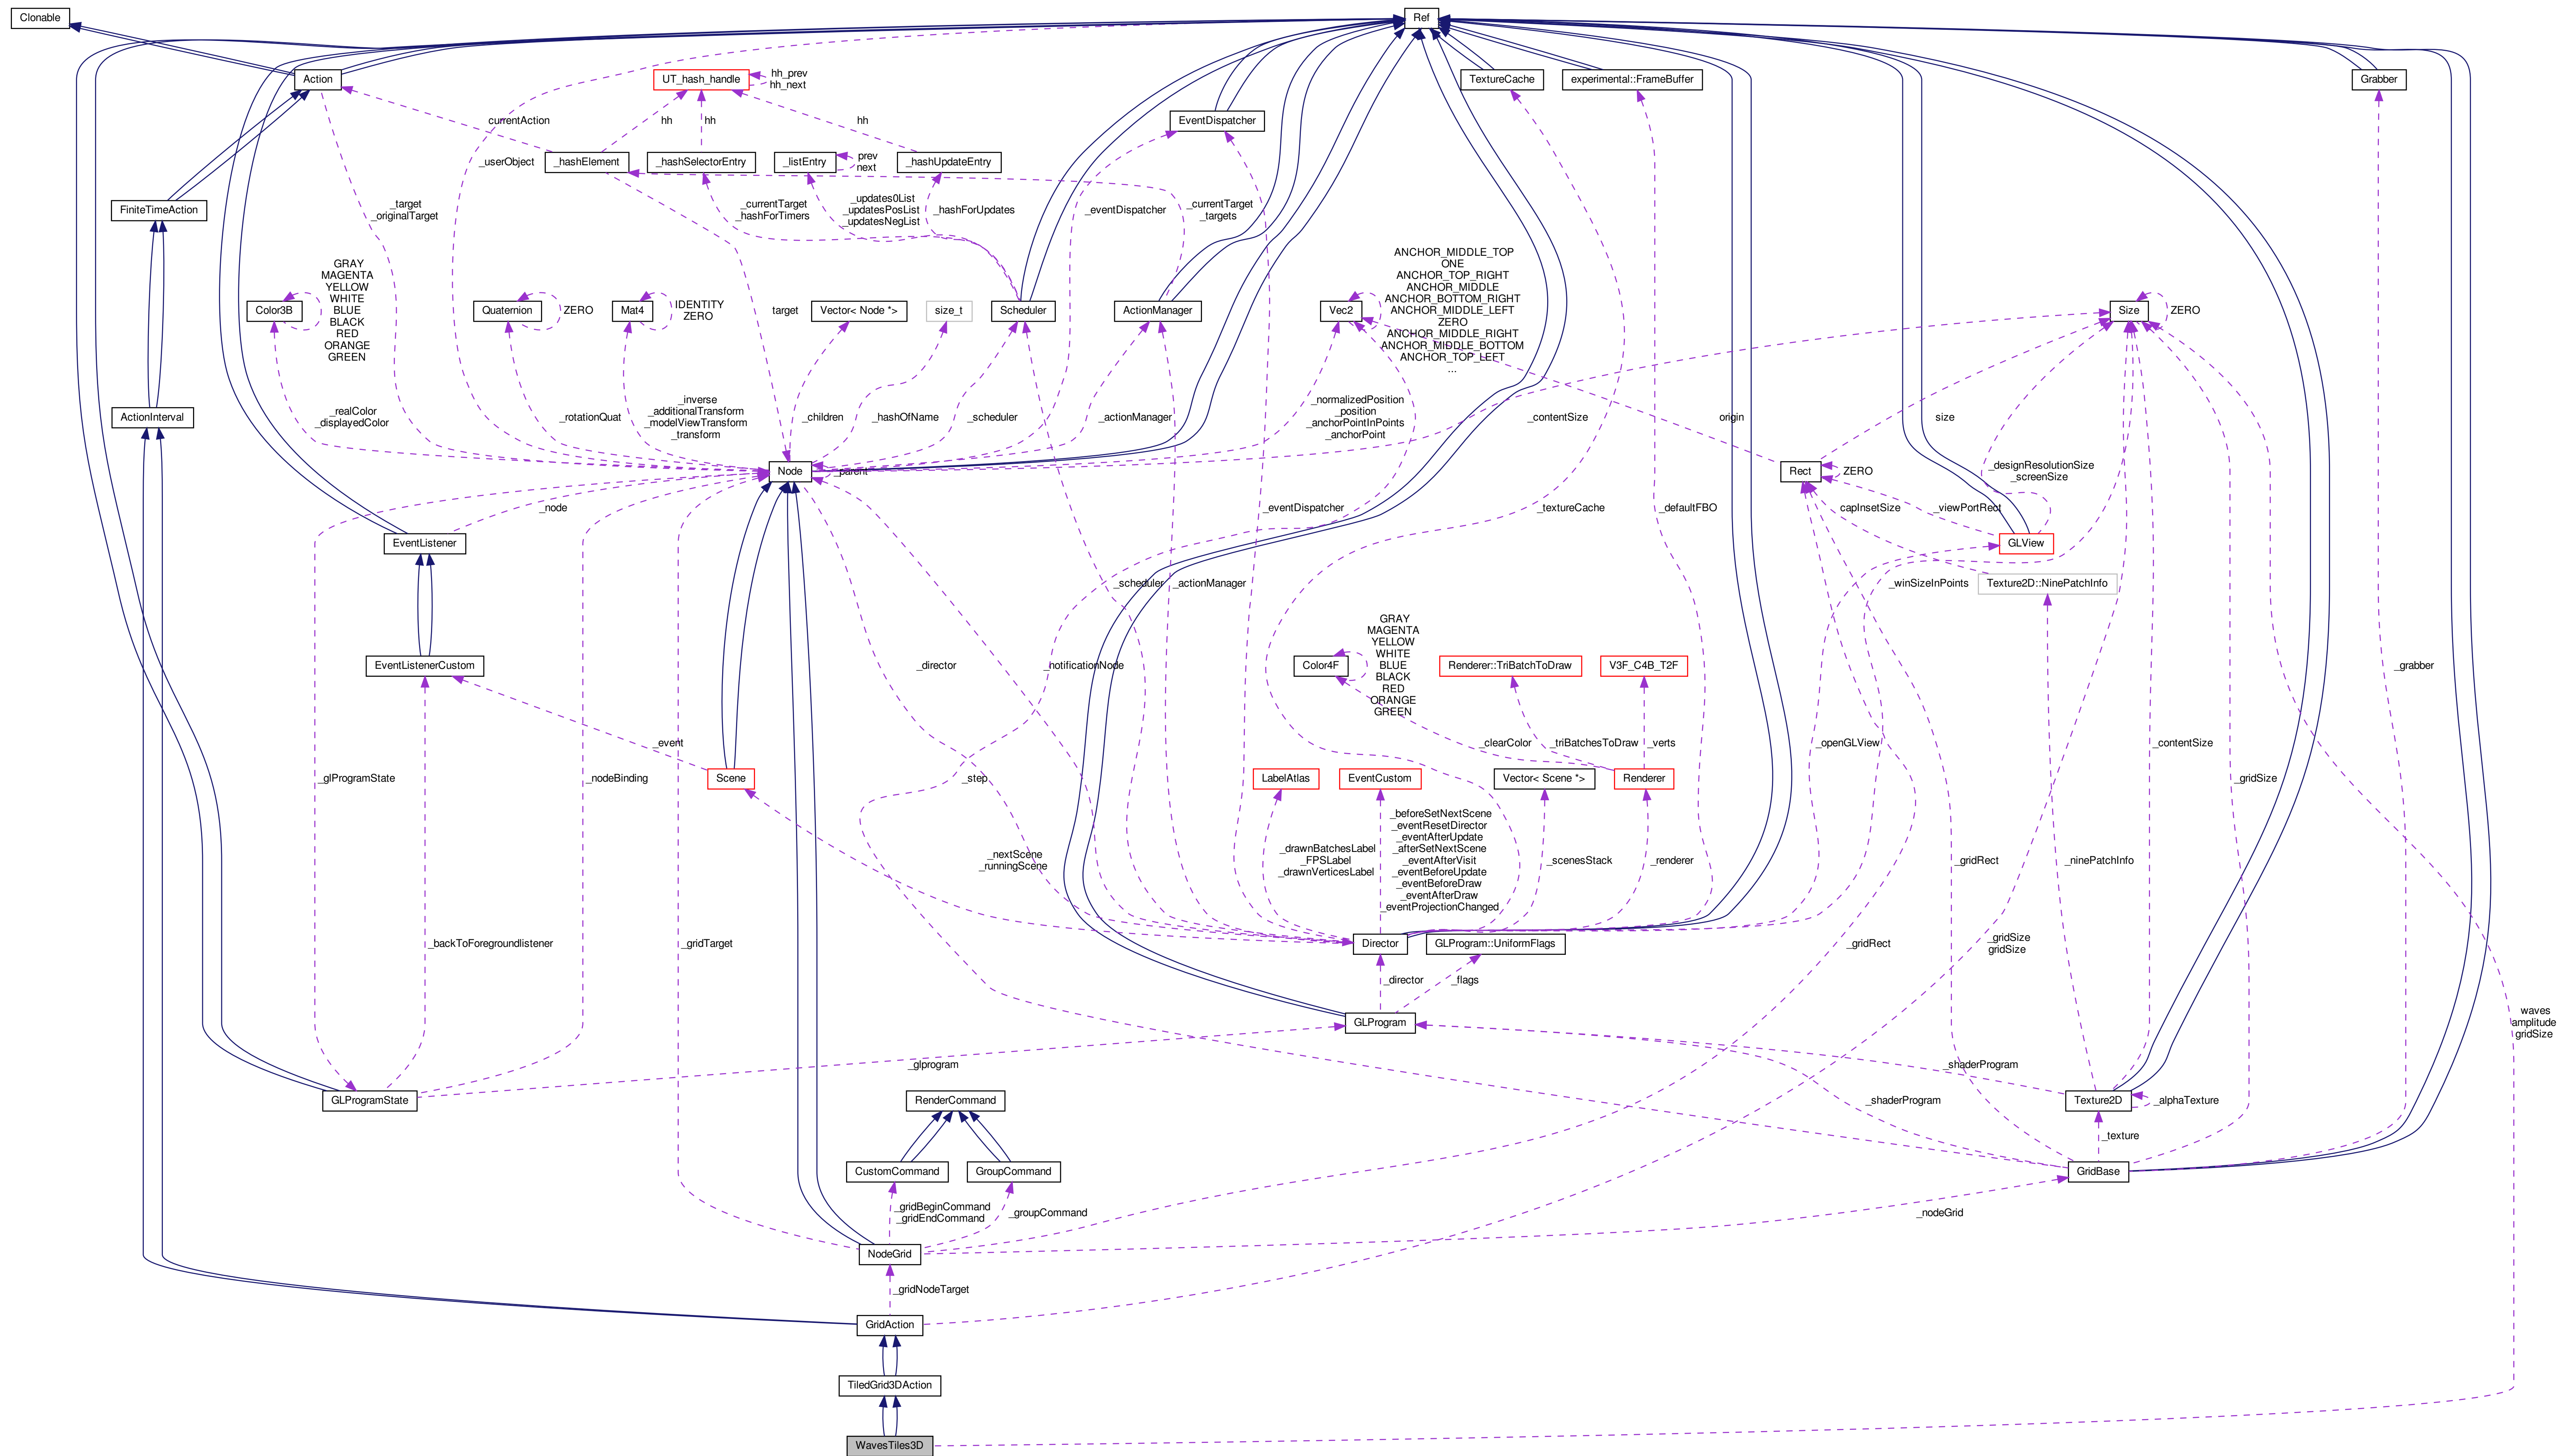 Clonable
Ref
Action
UT_hash_handle
hh_prev
hh_next
TextureCache
experimental::FrameBuffer
Grabber
currentAction
hh
hh
hh
EventDispatcher
_userObject
_hashElement
_hashSelectorEntry
_listEntry
prev
next
_hashUpdateEntry
FiniteTimeAction
_target
_originalTarget
_currentTarget
_hashForTimers
_updates0List
_updatesPosList
_updatesNegList
_hashForUpdates
_eventDispatcher
_currentTarget
_targets
GRAY
MAGENTA
YELLOW
WHITE
BLUE
BLACK
RED
ORANGE
GREEN
ANCHOR_MIDDLE_TOP
ONE
ANCHOR_TOP_RIGHT
ANCHOR_MIDDLE
ANCHOR_BOTTOM_RIGHT
ANCHOR_MIDDLE_LEFT
ZERO
ANCHOR_MIDDLE_RIGHT
ANCHOR_MIDDLE_BOTTOM
ANCHOR_TOP_LEFT
...
Color3B
Quaternion
ZERO
Mat4
IDENTITY
ZERO
target
Vector< Node *>
size_t
Scheduler
ActionManager
Vec2
Size
ZERO
ActionInterval
_realColor
_displayedColor
_rotationQuat
_inverse
_additionalTransform
_modelViewTransform
_transform
_children
_hashOfName
_scheduler
_actionManager
_normalizedPosition
_position
_anchorPointInPoints
_anchorPoint
_contentSize
origin
size
Node
_parent
Rect
ZERO
_designResolutionSize
_screenSize
_node
_eventDispatcher
_textureCache
_defaultFBO
capInsetSize
_viewPortRect
EventListener
GLView
_scheduler
_actionManager
_winSizeInPoints
Texture2D::NinePatchInfo
GRAY
MAGENTA
YELLOW
WHITE
BLUE
BLACK
RED
ORANGE
GREEN
EventListenerCustom
_director
_notificationNode
Color4F
Renderer::TriBatchToDraw
V3F_C4B_T2F
_grabber
_event
_clearColor
_triBatchesToDraw
_verts
_openGLView
_contentSize
_glProgramState
_nodeBinding
Scene
_step
LabelAtlas
EventCustom
Vector< Scene *>
Renderer
_gridSize
_nextScene
_runningScene
_drawnBatchesLabel
_FPSLabel
_drawnVerticesLabel
_beforeSetNextScene
_eventResetDirector
_eventAfterUpdate
_afterSetNextScene
_eventAfterVisit
_eventBeforeUpdate
_eventBeforeDraw
_eventAfterDraw
_eventProjectionChanged
_scenesStack
_renderer
_gridRect
_ninePatchInfo
_backToForegroundlistener
_gridTarget
Director
GLProgram::UniformFlags
_gridRect
_gridSize
gridSize
_director
_flags
GLProgram
waves
amplitude
gridSize
_glprogram
_shaderProgram
GLProgramState
RenderCommand
_shaderProgram
Texture2D
_alphaTexture
_texture
CustomCommand
GroupCommand
GridBase
_gridBeginCommand
_gridEndCommand
_groupCommand
_nodeGrid
NodeGrid
_gridNodeTarget
GridAction
TiledGrid3DAction
WavesTiles3D